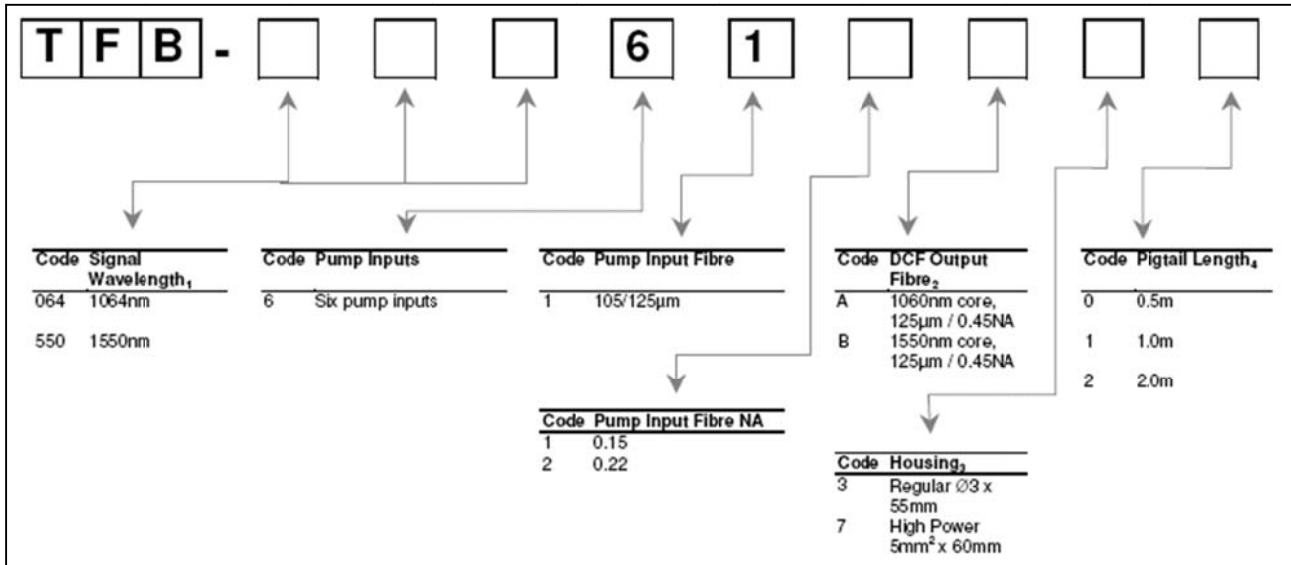 TFB- 6 1
Code Signal
Wavelength₁
064 1064nm
550 1550nm
Code Pump Inputs
6 Six pump inputs
Code Pump Input Fibre
1 105/125µm
Code Pump Input Fibre NA
1 0.15
2 0.22
Code DCF Output
Fibre₂
A 1060nm core,
125µm / 0.45NA
B 1550nm core,
125µm / 0.45NA
Code Housing₃
3 Regular Ø3 x
55mm
7 High Power
5mm² x 60mm
Code Pigtail Length₄
0 0.5m
1 1.0m
2 2.0m